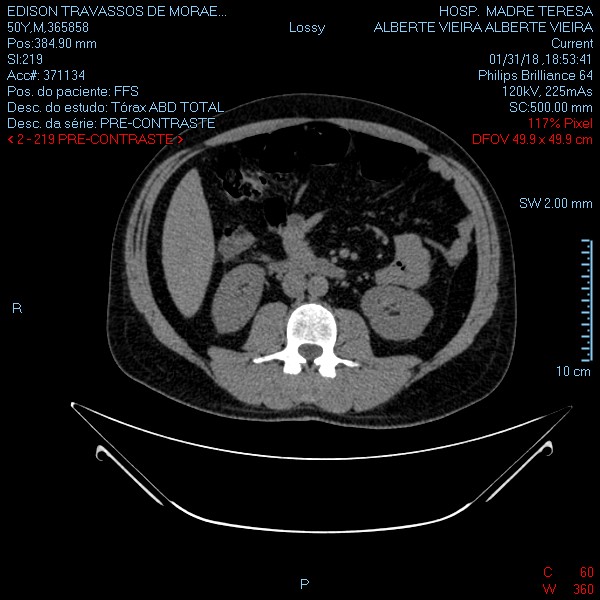 EDISON TRAVASSOS DE MORAE...
50Y,M,365858
Pos:384.90 mm
SI:219
Acc#: 371134
Pos. do paciente: FFS
Desc. do estudo: Tórax ABD TOTAL
Desc. da série: PRE-CONTRASTE
< 2 - 219 PRE-CONTRASTE >
Lossy
HOSP. MADRE TERESA
ALBERTE VIEIRA ALBERTE VIEIRA
Current
01/31/18 ,18:53:41
Philips Brilliance 64
120kV, 225mAs
SC:500.00 mm
117% Pixel
DFOV 49.9 x 49.9 cm
SW 2.00 mm
R
10 cm
P
C 60
W 360